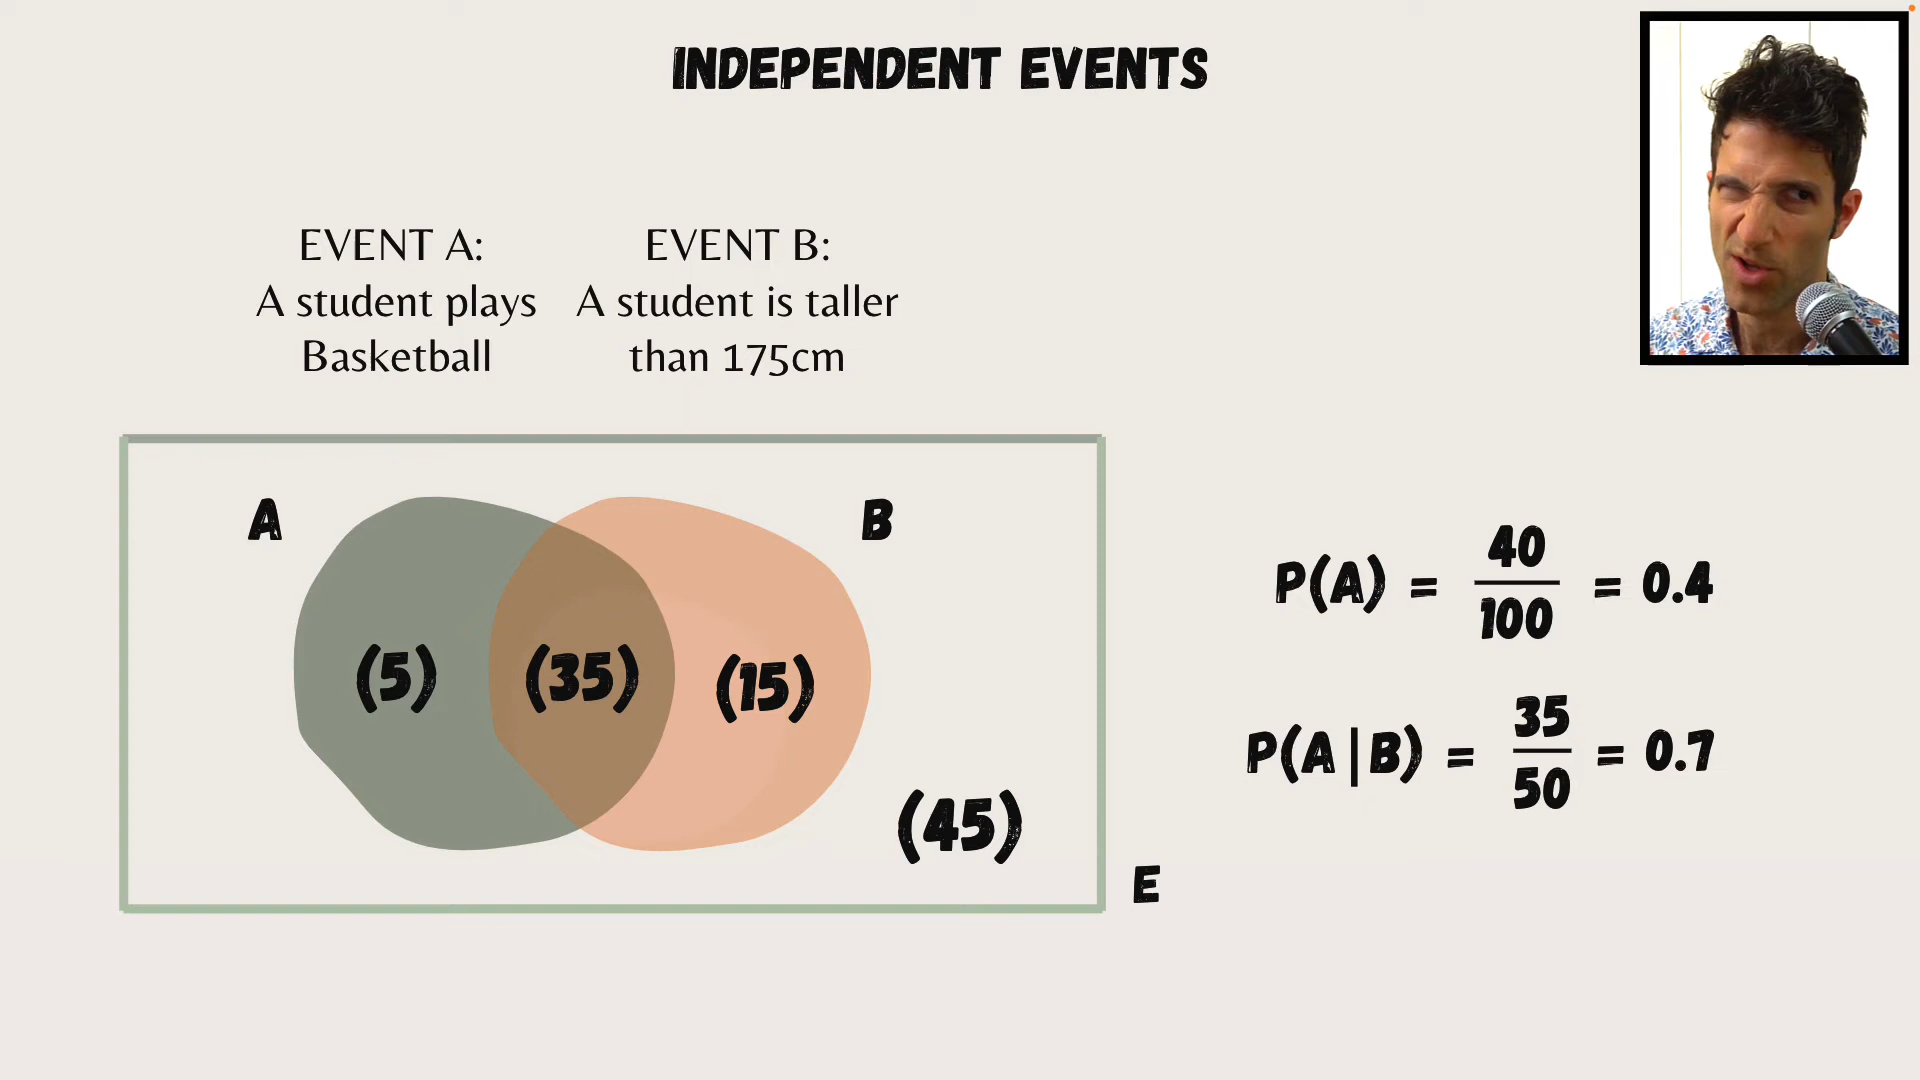 INDEPENDENT EVENTS
EVENT A:
A student plays
Basketball
EVENT B:
A student is taller
than 175cm
A
B
(5)
(35)
(15)
(45)
E
P(A) = 40/100 = 0.4
P(A|B) = 35/50 = 0.7